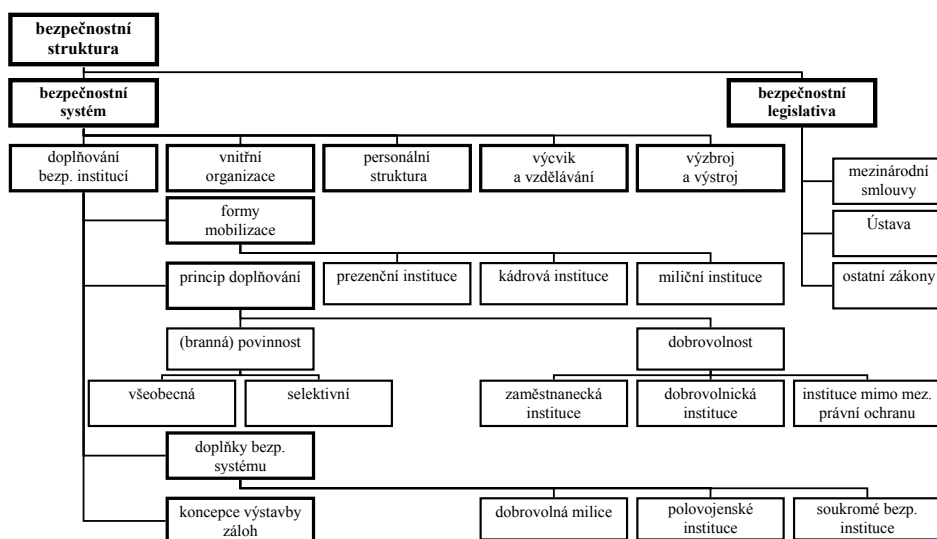 bezpečnostní
struktura
bezpečnostní
systém
bezpečnostní
legislativa
doplňování
bezp. institucí
vnitřní
organizace
personální
struktura
výcvik
a vzdělávání
výzbroj
a výstroj
mezinárodní
smlouvy
Ústava
ostatní zákony
formy
mobilizace
prezenční instituce
kádrová instituce
miliční instituce
princip doplňování
(branná) povinnost
dobrovolnost
všeobecná
selektivní
zaměstnanecká
instituce
dobrovolnická
instituce
instituce mimo mez.
právní ochranu
doplňky bezp.
systému
dobrovolná milice
polovojenské
instituce
soukromé bezp.
instituce
koncepce výstavby
záloh